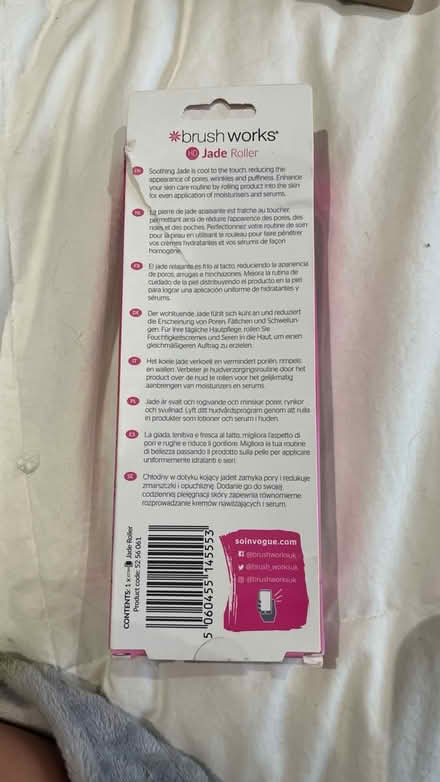 brush works®
HD Jade Roller
EN Soothing Jade is cool to the touch, reducing the
appearance of pores, wrinkles and puffiness. Enhance
your skin care routine by rolling product into the skin
for even application of moisturisers and serums.
La pierre de jade apaisante est fraîche au toucher,
permettant ainsi de réduire l'apparence des pores, des
rides et des poches. Perfectionnez votre routine de soin
pour la peau en utilisant le rouleau pour faire pénétrer
vos crèmes hydratantes et vos sérums de façon
homogène.
El jade relajante es frío al tacto, reduciendo la apariencia
de poros, arrugas e hinchazones. Mejora la rutina de
cuidado de la piel distribuyendo el producto en la piel
para lograr una aplicación uniforme de hidratantes y
sérums.
DE Der wohltuende Jade fühlt sich kühl an und reduziert
die Erscheinung von Poren, Fältchen und Schwellun-
gen. Für Ihre tägliche Hautpflege, rollen Sie
Feuchtigkeitscremes und Seren in die Haut, um einen
gleichmäßigeren Auftrag zu erzielen.
IT Het koele jade verkoelt en vermindert poriën, rimpels
en wallen. Verbeter je huidverzorgingsroutine door het
product over de huid te rollen voor het gelijkmatig
aanbrengen van moisturizers en serums.
PL Jade är svalt och rogivande och minskar porer, rynkor
och svullnad. Lyft ditt hudvårdsprogram genom att rulla
in produkter som lotioner och serum i huden.
ES La giada, lenitiva e fresca al tatto, migliora l'aspetto di
pori e rughe e riduce il gonfiore. Migliora la tua routine
di bellezza passando il prodotto sulla pelle per applicare
uniformemente idratanti e sieri.
SE Chłodny w dotyku kojący jadeit zamyka pory i redukuje
zmarszczki i opuchliznę. Dodanie go do swojej
codziennej pielęgnacji skóry zapewnia równomierne
rozprowadzanie kremów nawilżających i serum.
CONTENTS: 1 x Jade Roller
Product code: 52 56 061
5 060455 145553
soinvogue.com
@brushworksuk
@brush_worksuk
@brushworksuk